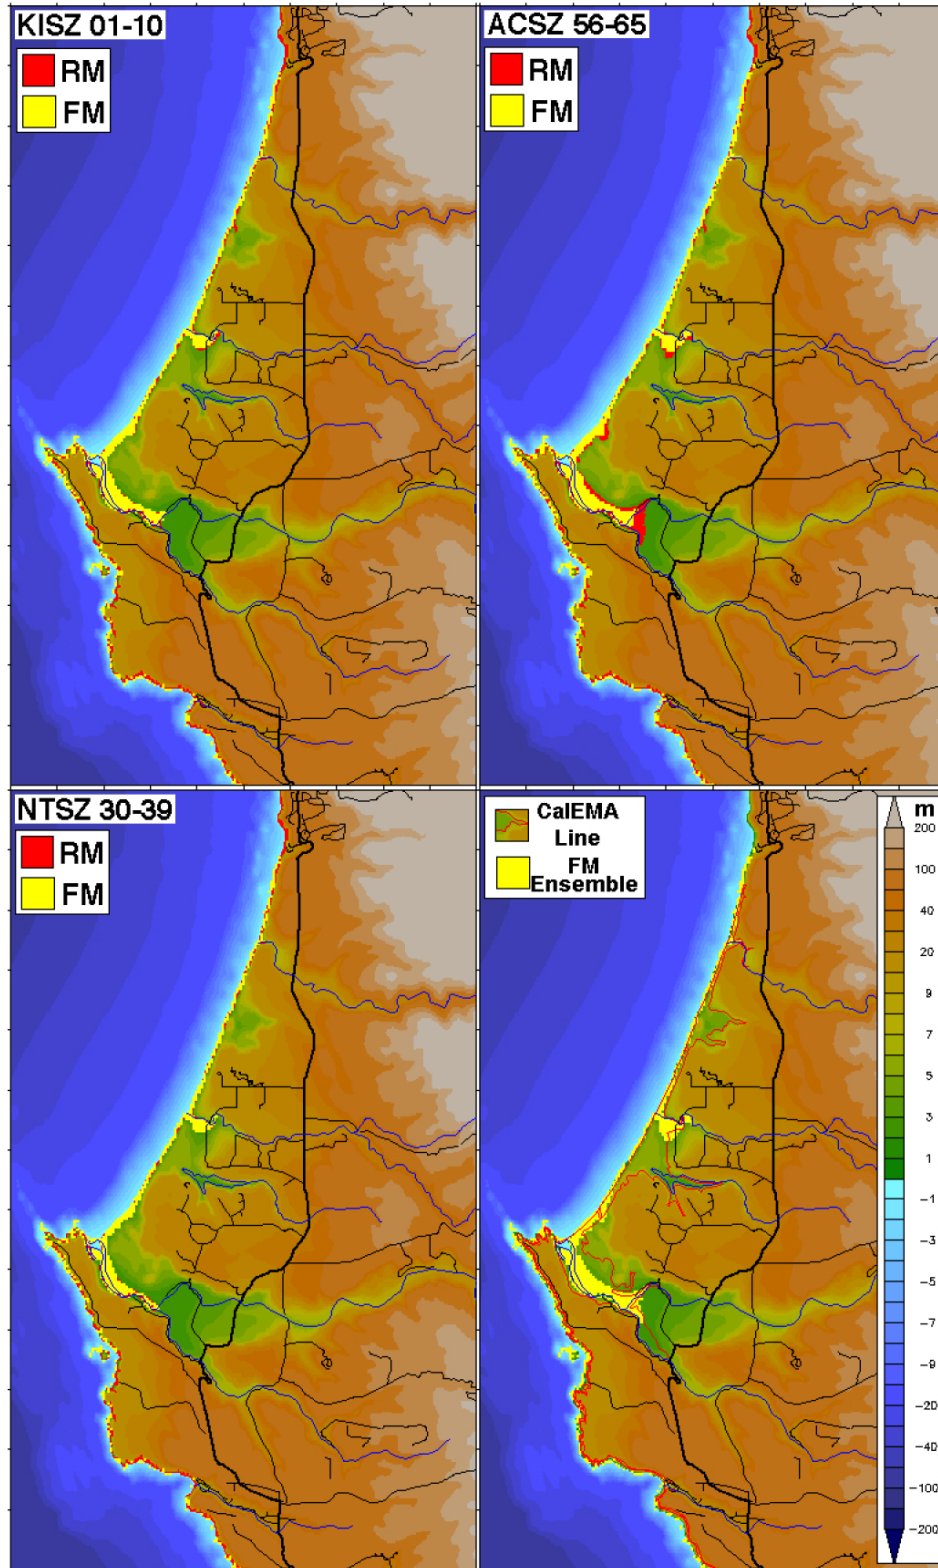 KISZ 01-10
RM
FM
ACSZ 56-65
RM
FM
NTSZ 30-39
RM
FM
CalEMA
Line
FM
Ensemble
m
200
100
40
20
9
7
5
3
1
-1
-3
-5
-7
-9
-20
-40
-100
-200